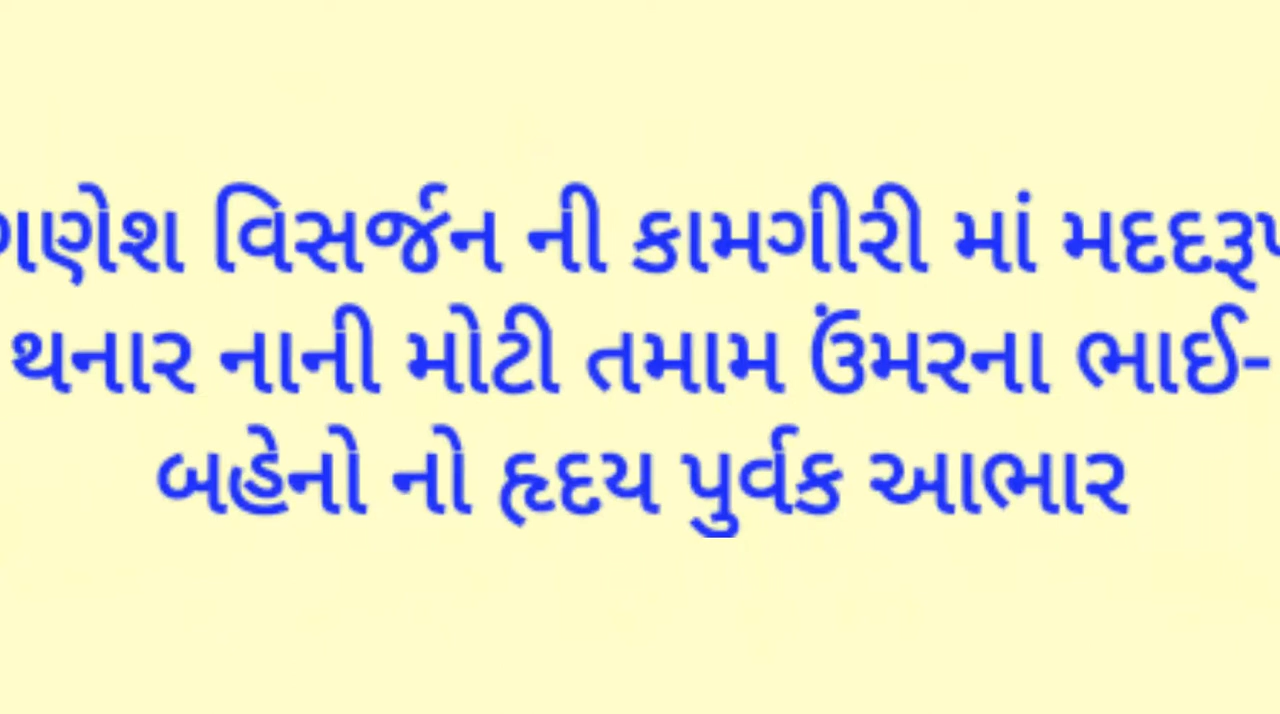 ગણેશ વિસર્જન ની કામગીરી માં મદદરૂપ
થનાર નાની મોટી તમામ ઉંમરના ભાઈ-
બહેનો નો હૃદય પુર્વક આભાર